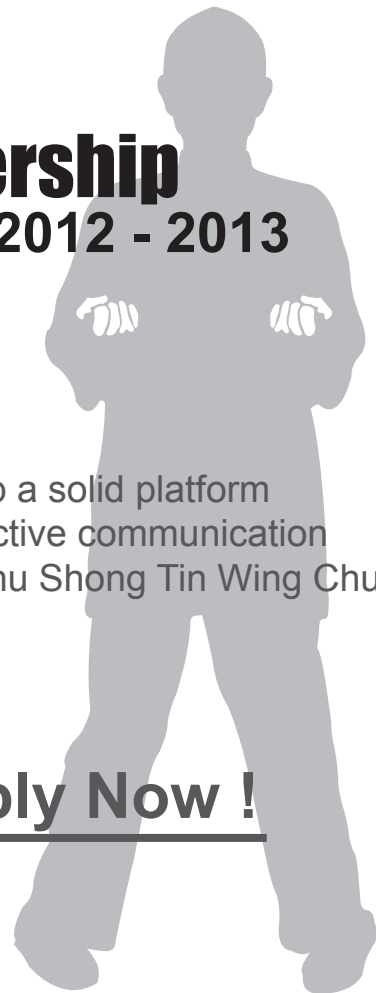 ership
2012 - 2013
o a solid platform
ctive communication
hu Shong Tin Wing Chu
ply Now !